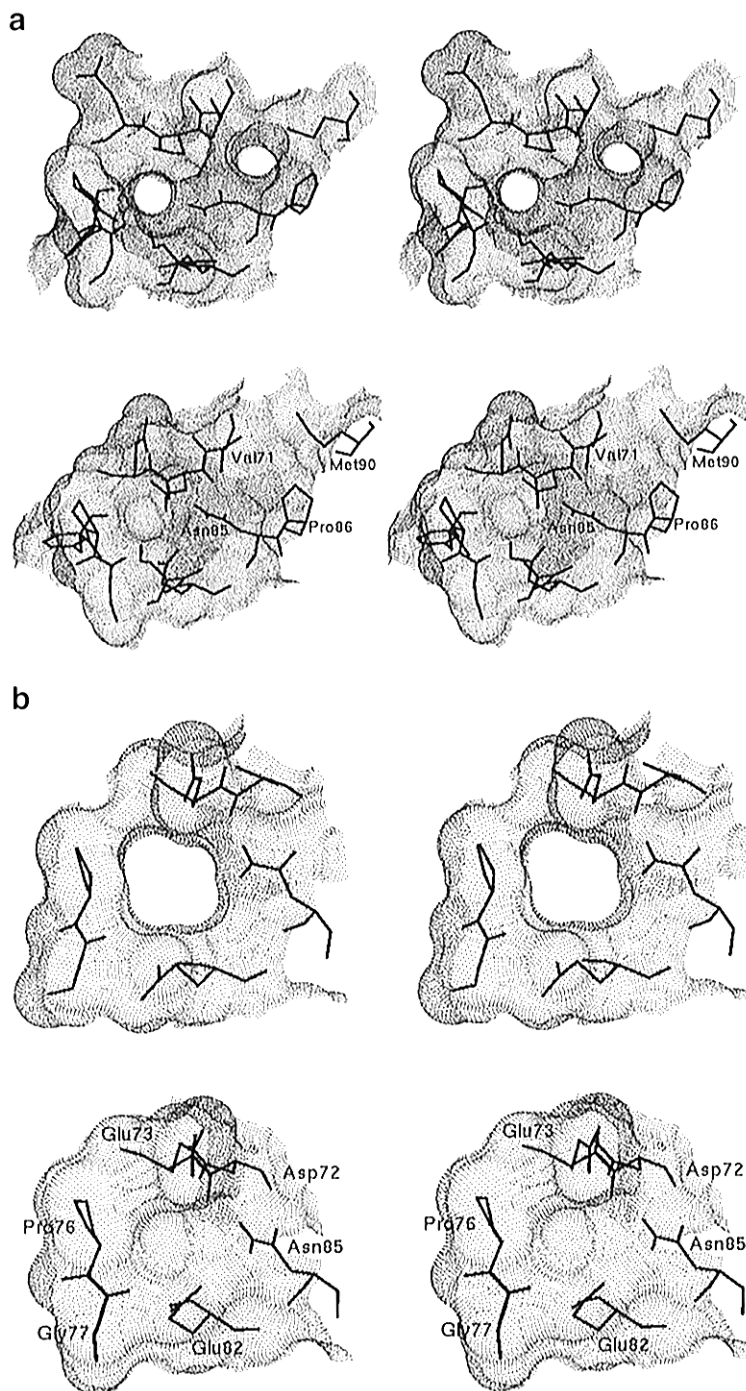 a
Val71 Met90 Val71 Met90
Asn85 Pro86 Asn85 Pro86
b
Glu73 Asp72 Glu73 Asp72
Pro76 Asn85 Pro76 Asn85
Gly77 Glu82 Gly77 Glu82